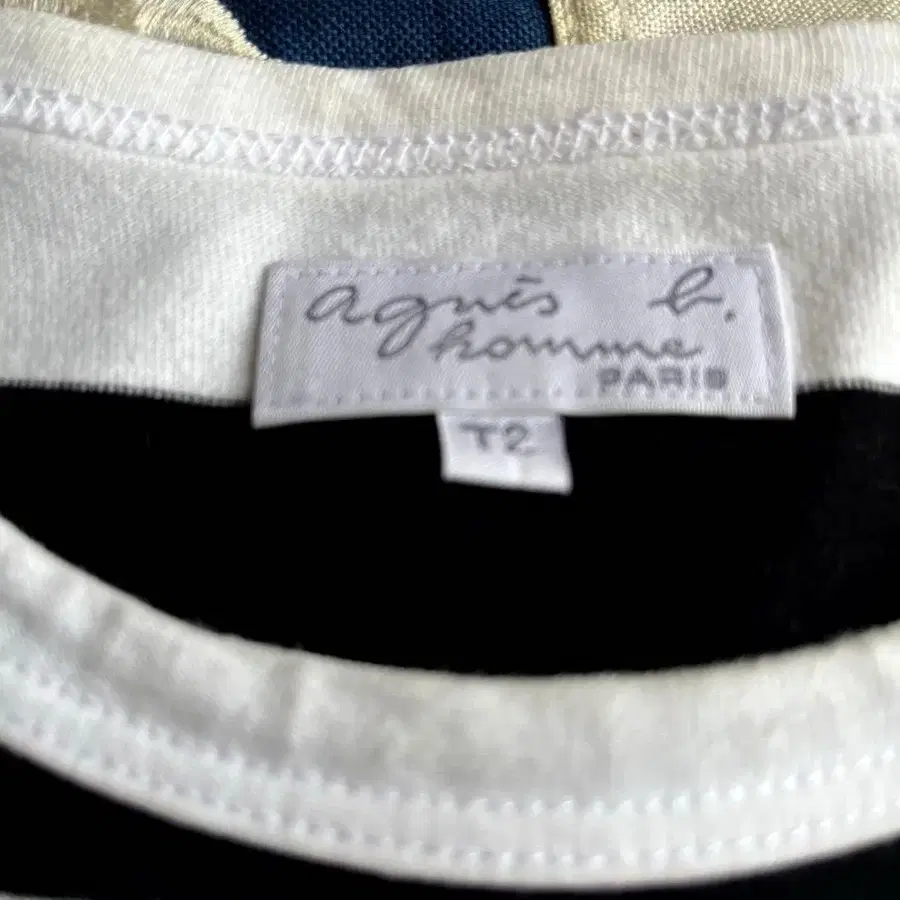 agnès b.
homme
PARIS
T2